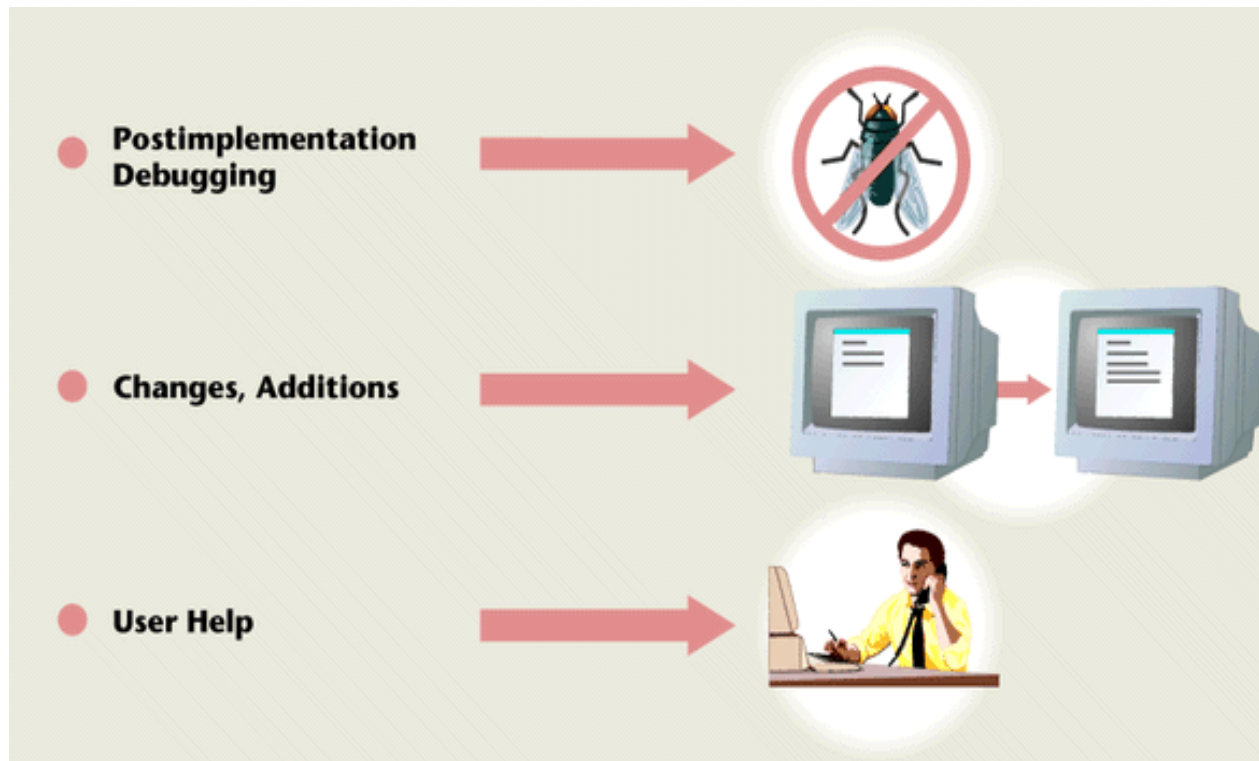 Postimplementation
Debugging
Changes, Additions
User Help